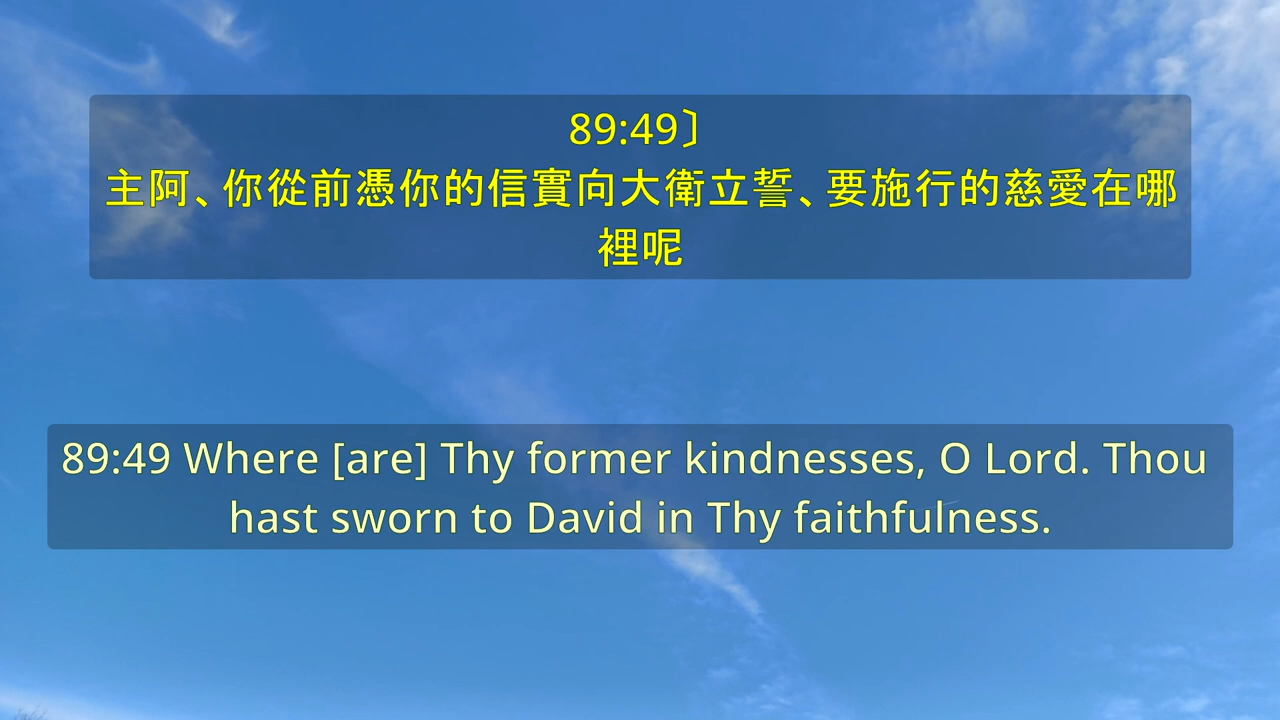 89:49〕
主阿、你從前憑你的信實向大衛立誓、要施行的慈愛在哪
裡呢
89:49 Where [are] Thy former kindnesses, O Lord. Thou
hast sworn to David in Thy faithfulness.